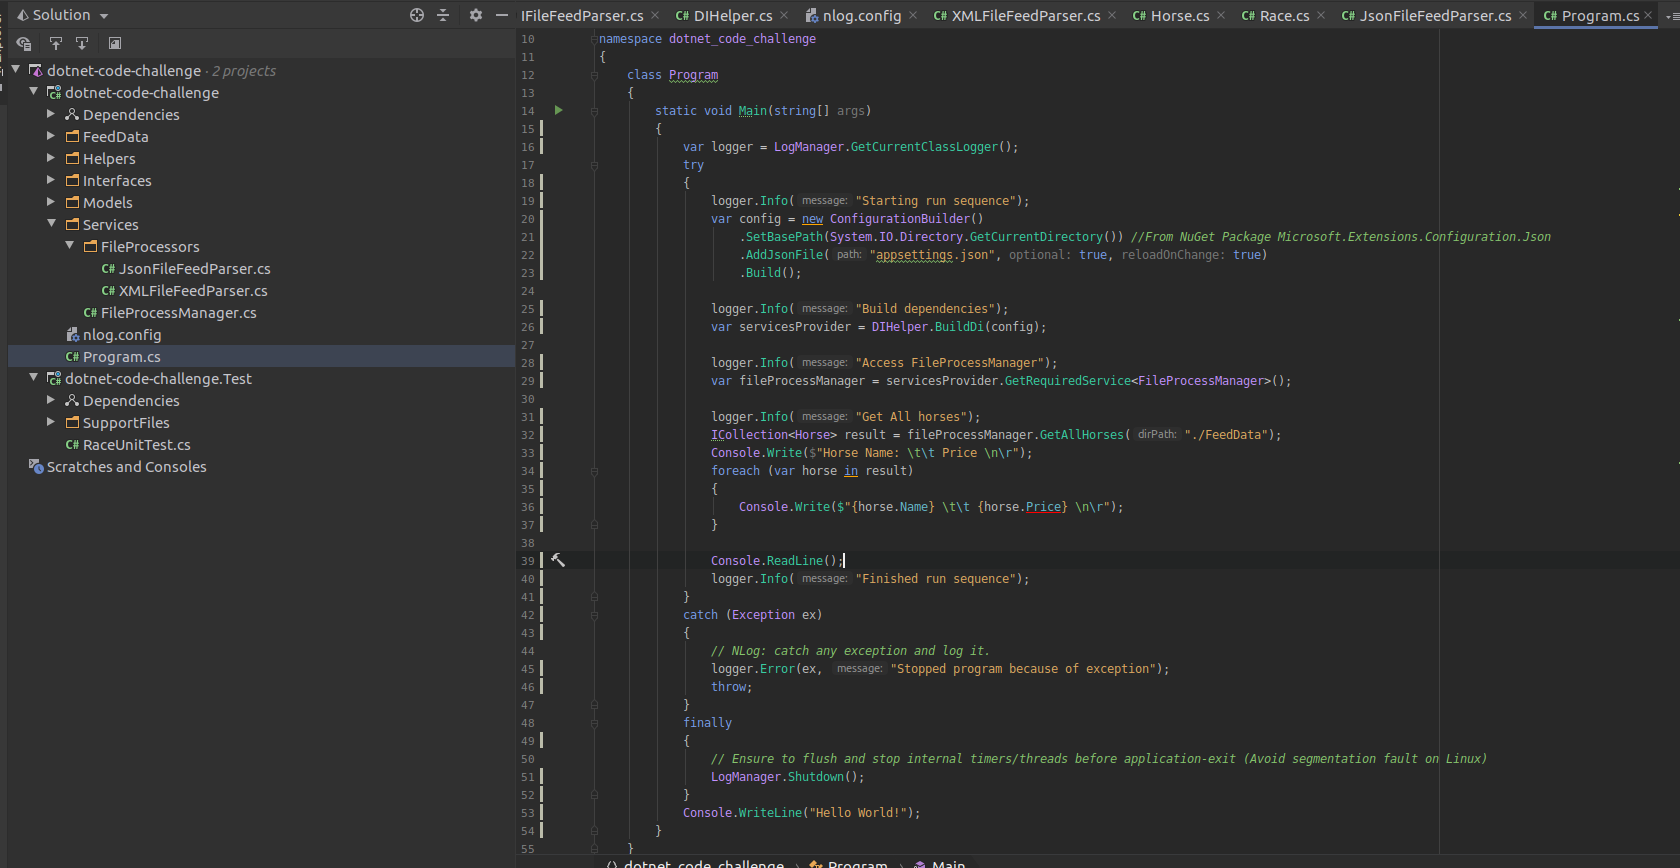 Solution
IFileFeedParser.cs
DIHelper.cs
nlog.config
XMLFileFeedParser.cs
Horse.cs
Race.cs
JsonFileFeedParser.cs
Program.cs
dotnet-code-challenge · 2 projects
dotnet-code-challenge
Dependencies
FeedData
Helpers
Interfaces
Models
Services
FileProcessors
C# JsonFileFeedParser.cs
C# XMLFileFeedParser.cs
C# FileProcessManager.cs
nlog.config
C# Program.cs
dotnet-code-challenge.Test
Dependencies
SupportFiles
C# RaceUnitTest.cs
Scratches and Consoles
10 namespace dotnet_code_challenge
11 {
12 class Program
13 {
14 static void Main(string[] args)
15 {
16 var logger = LogManager.GetCurrentClassLogger();
17 try
18 {
19 logger.Info( message: "Starting run sequence");
20 var config = new ConfigurationBuilder()
21 .SetBasePath(System.IO.Directory.GetCurrentDirectory()) //From NuGet Package Microsoft.Extensions.Configuration.Json
22 .AddJsonFile( path: "appsettings.json", optional: true, reloadOnChange: true)
23 .Build();
24
25 logger.Info( message: "Build dependencies");
26 var servicesProvider = DIHelper.BuildDi(config);
27
28 logger.Info( message: "Access FileProcessManager");
29 var fileProcessManager = servicesProvider.GetRequiredService<FileProcessManager>();
30
31 logger.Info( message: "Get All horses");
32 ICollection<Horse> result = fileProcessManager.GetAllHorses( dirPath: "./FeedData");
33 Console.Write($"Horse Name: \t\t Price \n\r");
34 foreach (var horse in result)
35 {
36 Console.Write($"{horse.Name} \t\t {horse.Price} \n\r");
37 }
38
39 Console.ReadLine();
40 logger.Info( message: "Finished run sequence");
41 }
42 catch (Exception ex)
43 {
44 // NLog: catch any exception and log it.
45 logger.Error(ex, message: "Stopped program because of exception");
46 throw;
47 }
48 finally
49 {
50 // Ensure to flush and stop internal timers/threads before application-exit (Avoid segmentation fault on Linux)
51 LogManager.Shutdown();
52 }
53 Console.WriteLine("Hello World!");
54 }
55 }
dotnet_code_challenge › Program › Main